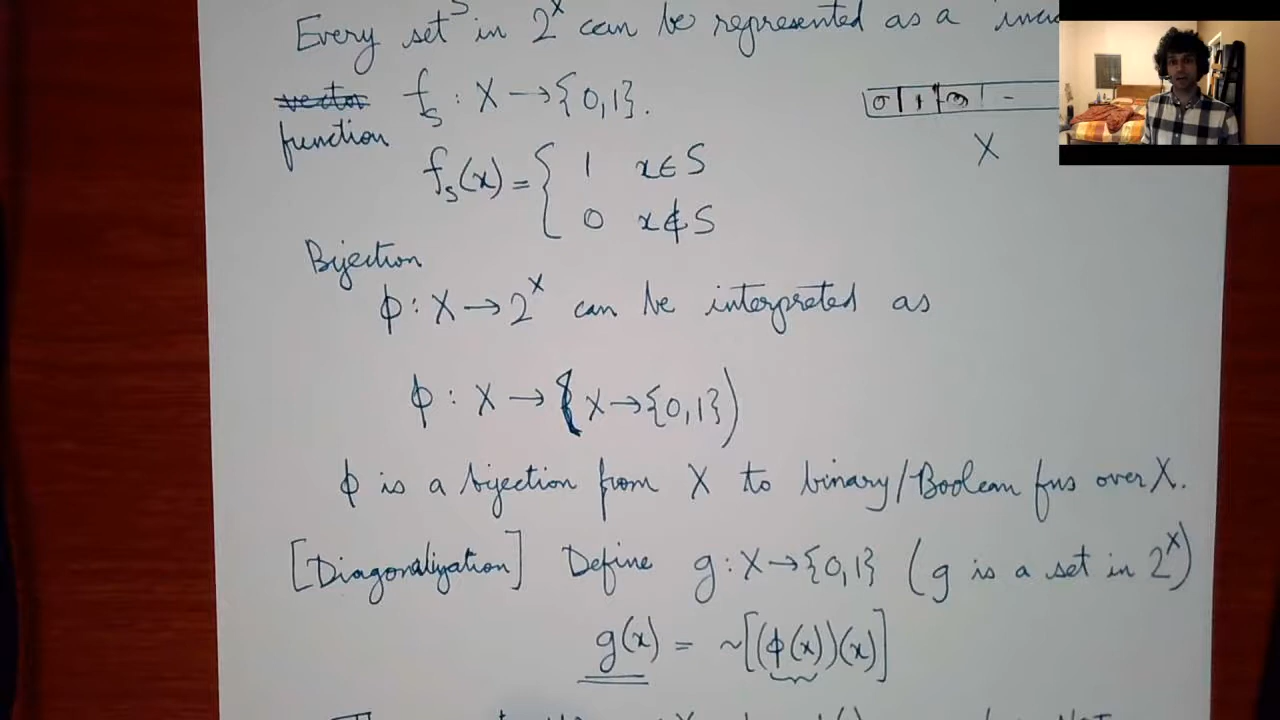 Every set S in 2^X can be represented as a
~~vector~~ f_S : X → {0,1}.
function
0 1 0 -
X
f_S(x) = { 1 x ∈ S
0 x ∉ S
Bijection
φ : X → 2^X can be interpreted as
φ : X → ( X → {0,1} )
φ is a bijection from X to binary/Boolean fns over X.
[Diagonalization] Define g : X → {0,1} (g is a set in 2^X)
g(x) = ~[(φ(x))(x)]